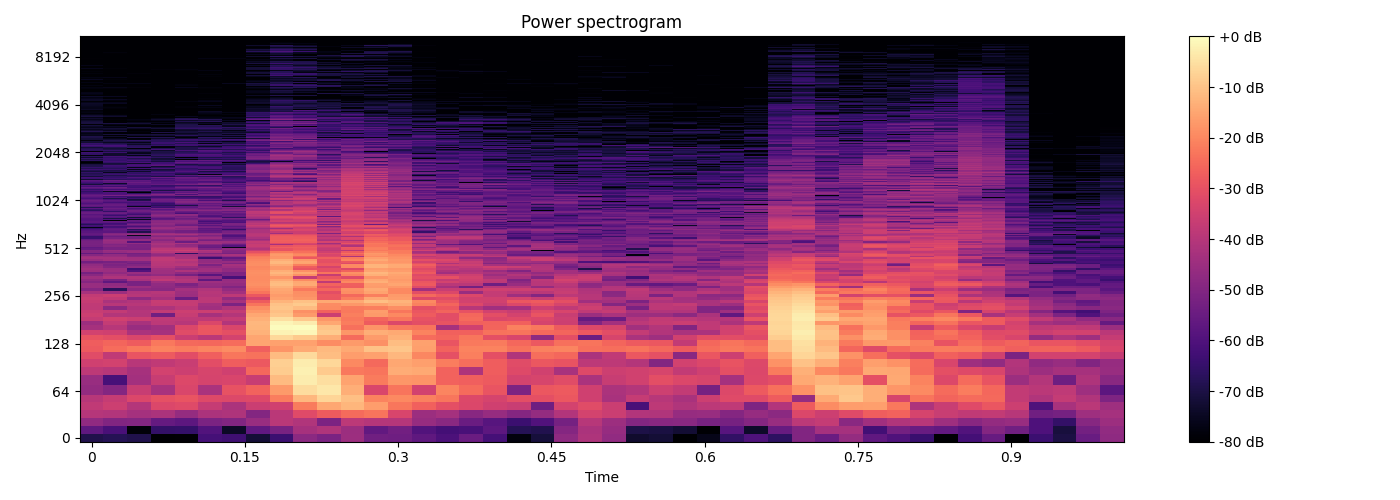 Power spectrogram
Hz
8192
4096
2048
1024
512
256
128
64
0
0 0.15 0.3 0.45 0.6 0.75 0.9
Time
+0 dB
-10 dB
-20 dB
-30 dB
-40 dB
-50 dB
-60 dB
-70 dB
-80 dB